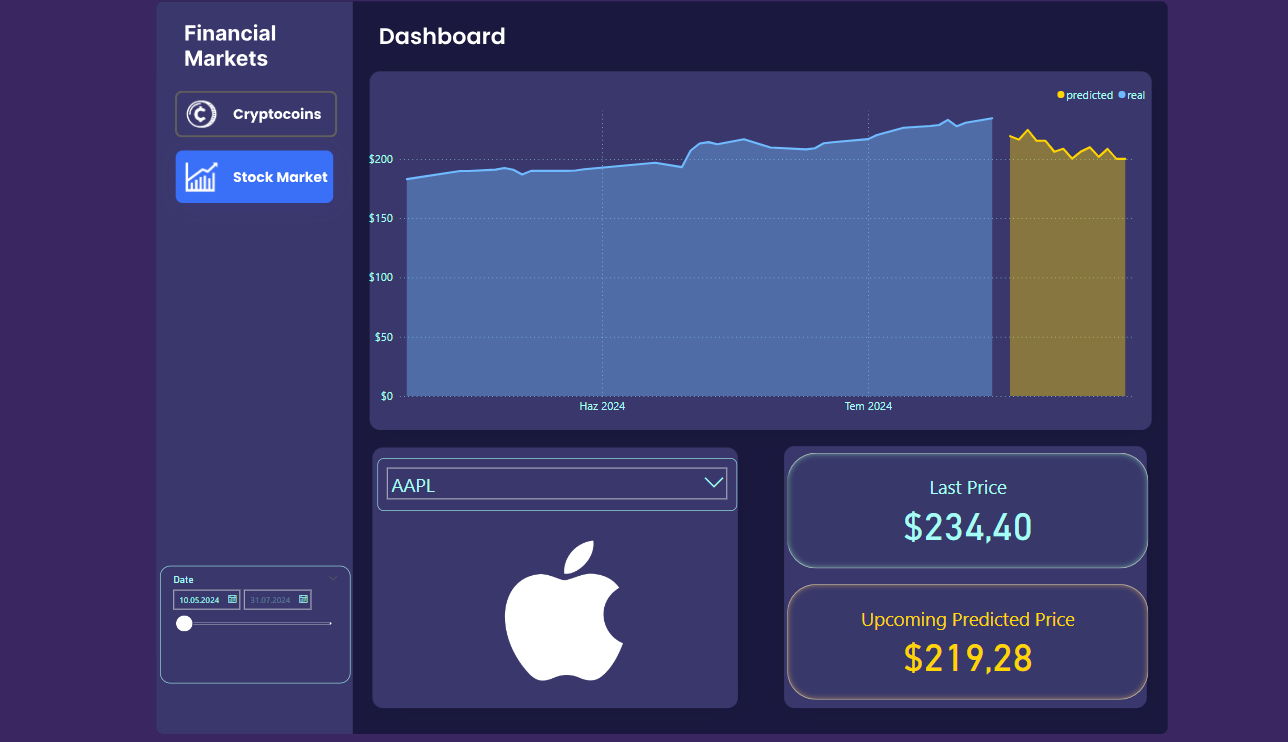 Financial
Markets
Cryptocoins
Stock Market
Dashboard
predicted real
$200
$150
$100
$50
$0
Haz 2024
Tem 2024
Date
10.05.2024
31.07.2024
AAPL
Last Price
$234,40
Upcoming Predicted Price
$219,28